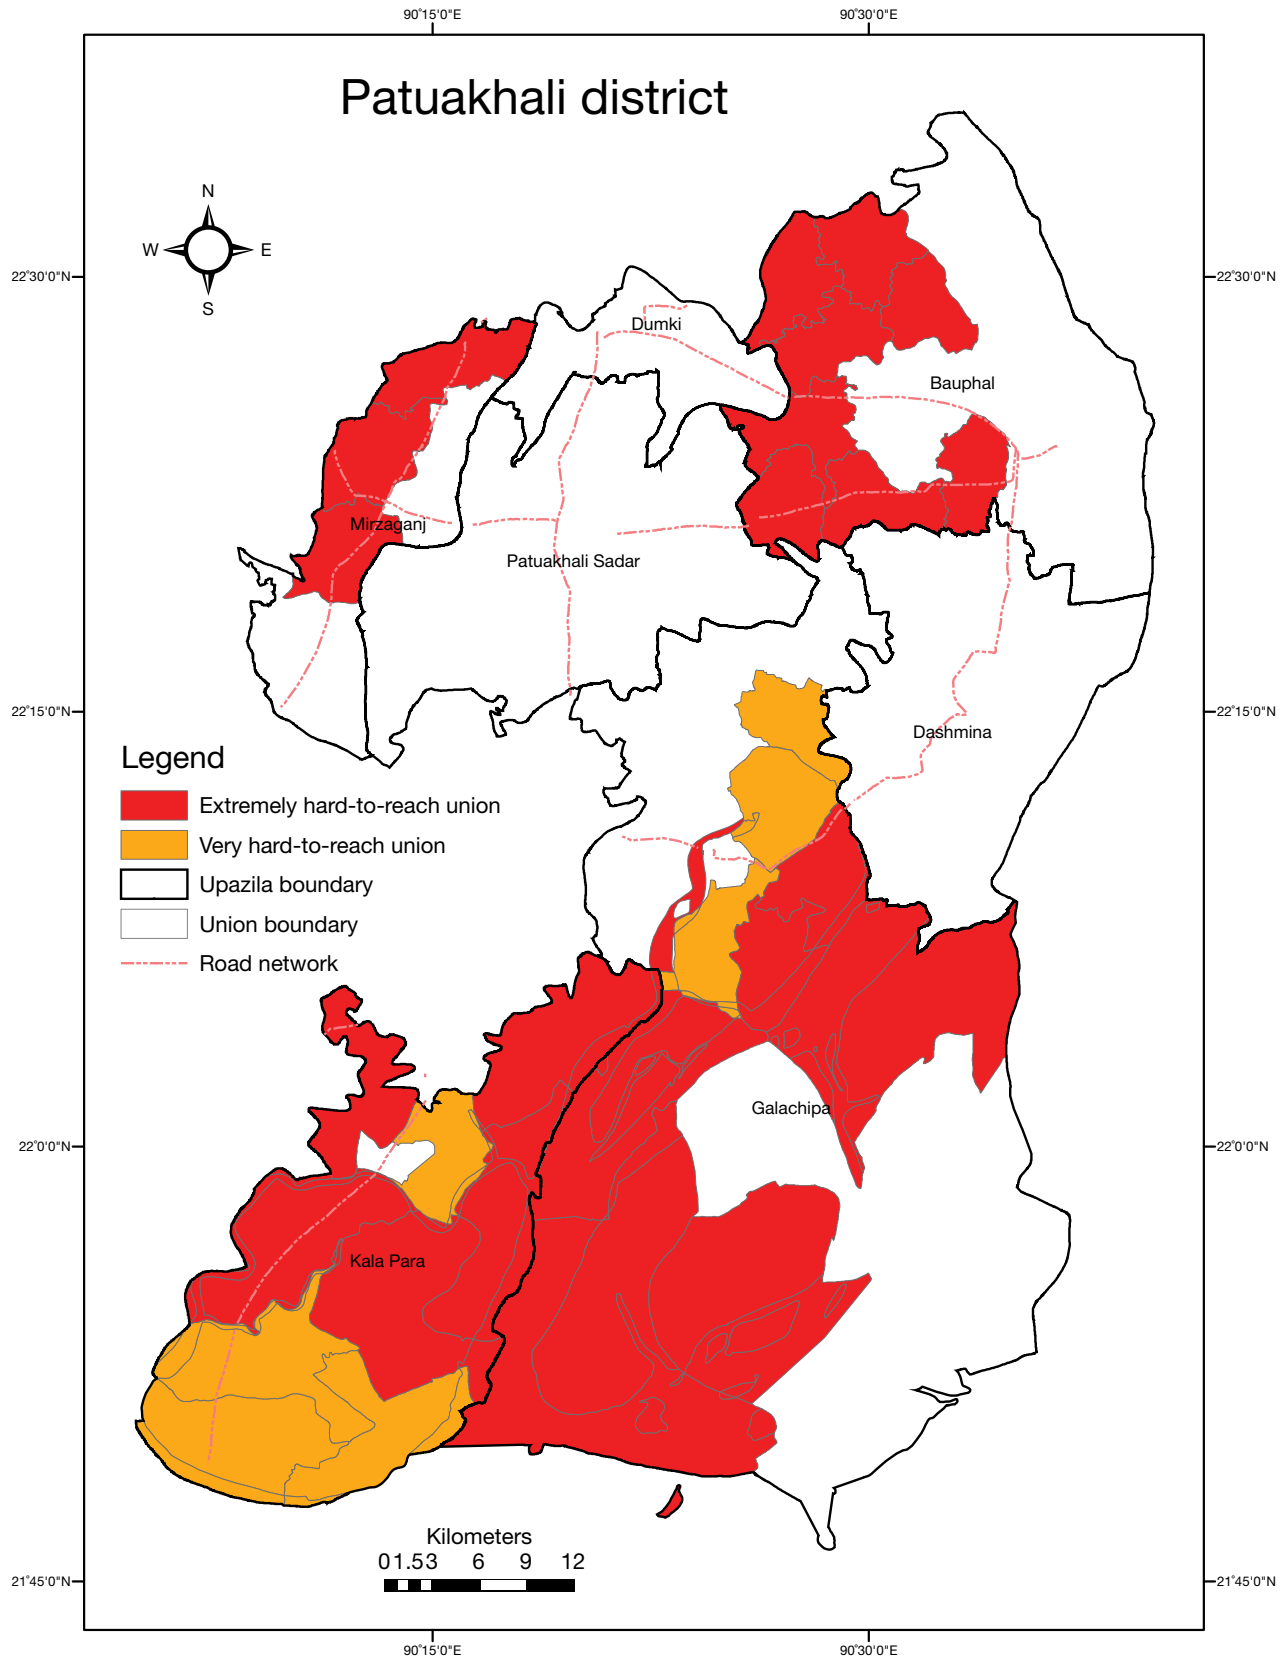 90°15'0"E
90°30'0"E
Patuakhali district
N
W
E
S
22°30'0"N
22°30'0"N
Dumki
Bauphal
Mirzaganj
Patuakhali Sadar
22°15'0"N
22°15'0"N
Dashmina
Legend
Extremely hard-to-reach union
Very hard-to-reach union
Upazila boundary
Union boundary
Road network
Galachipa
22°0'0"N
22°0'0"N
Kala Para
Kilometers
0 1.5 3 6 9 12
21°45'0"N
21°45'0"N
90°15'0"E
90°30'0"E